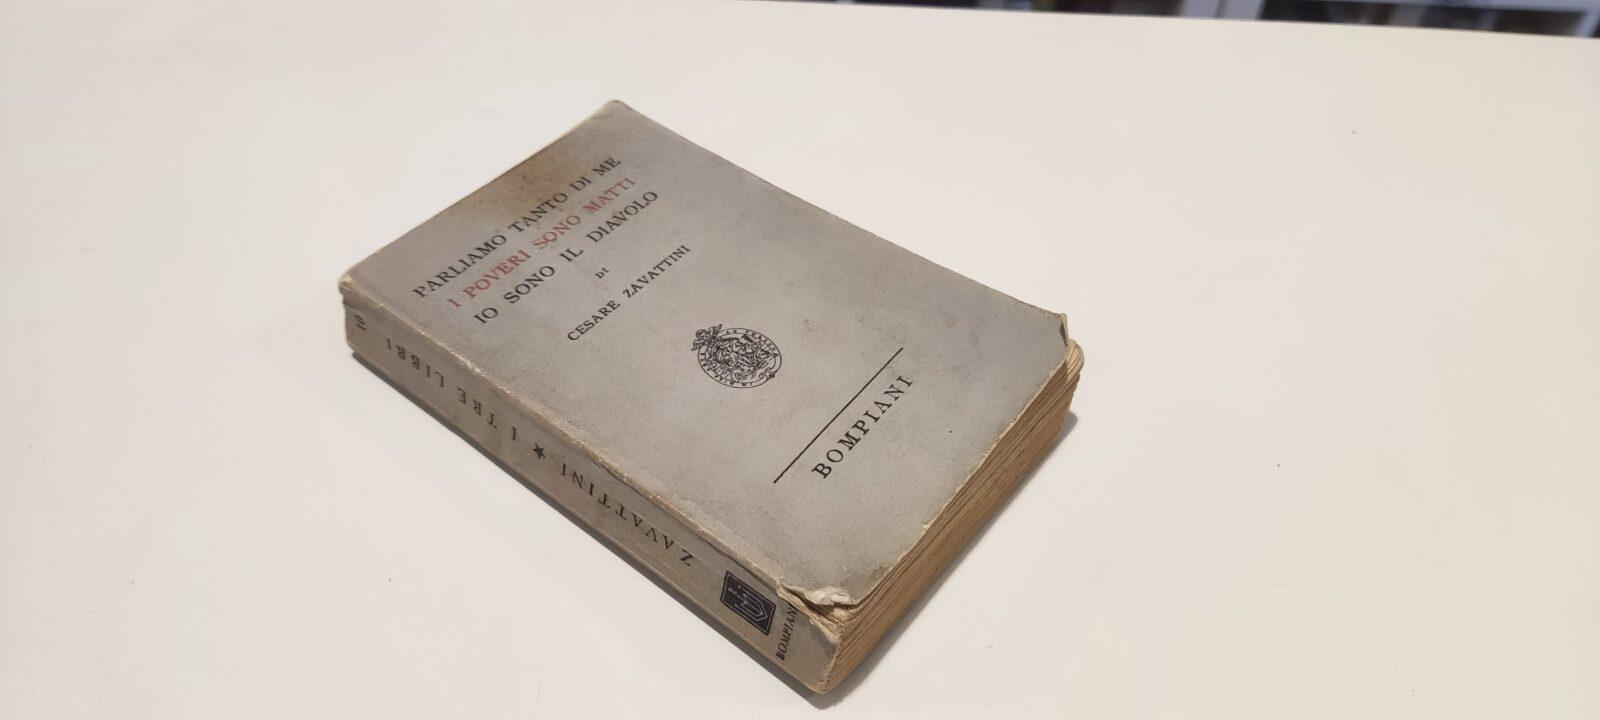 PARLIAMO TANTO DI ME
I POVERI SONO MATTI
IO SONO IL DIAVOLO
DI
CESARE ZAVATTINI
BOMPIANI
ZAVATTINI ★ I TRE LIBRI
BOMPIANI